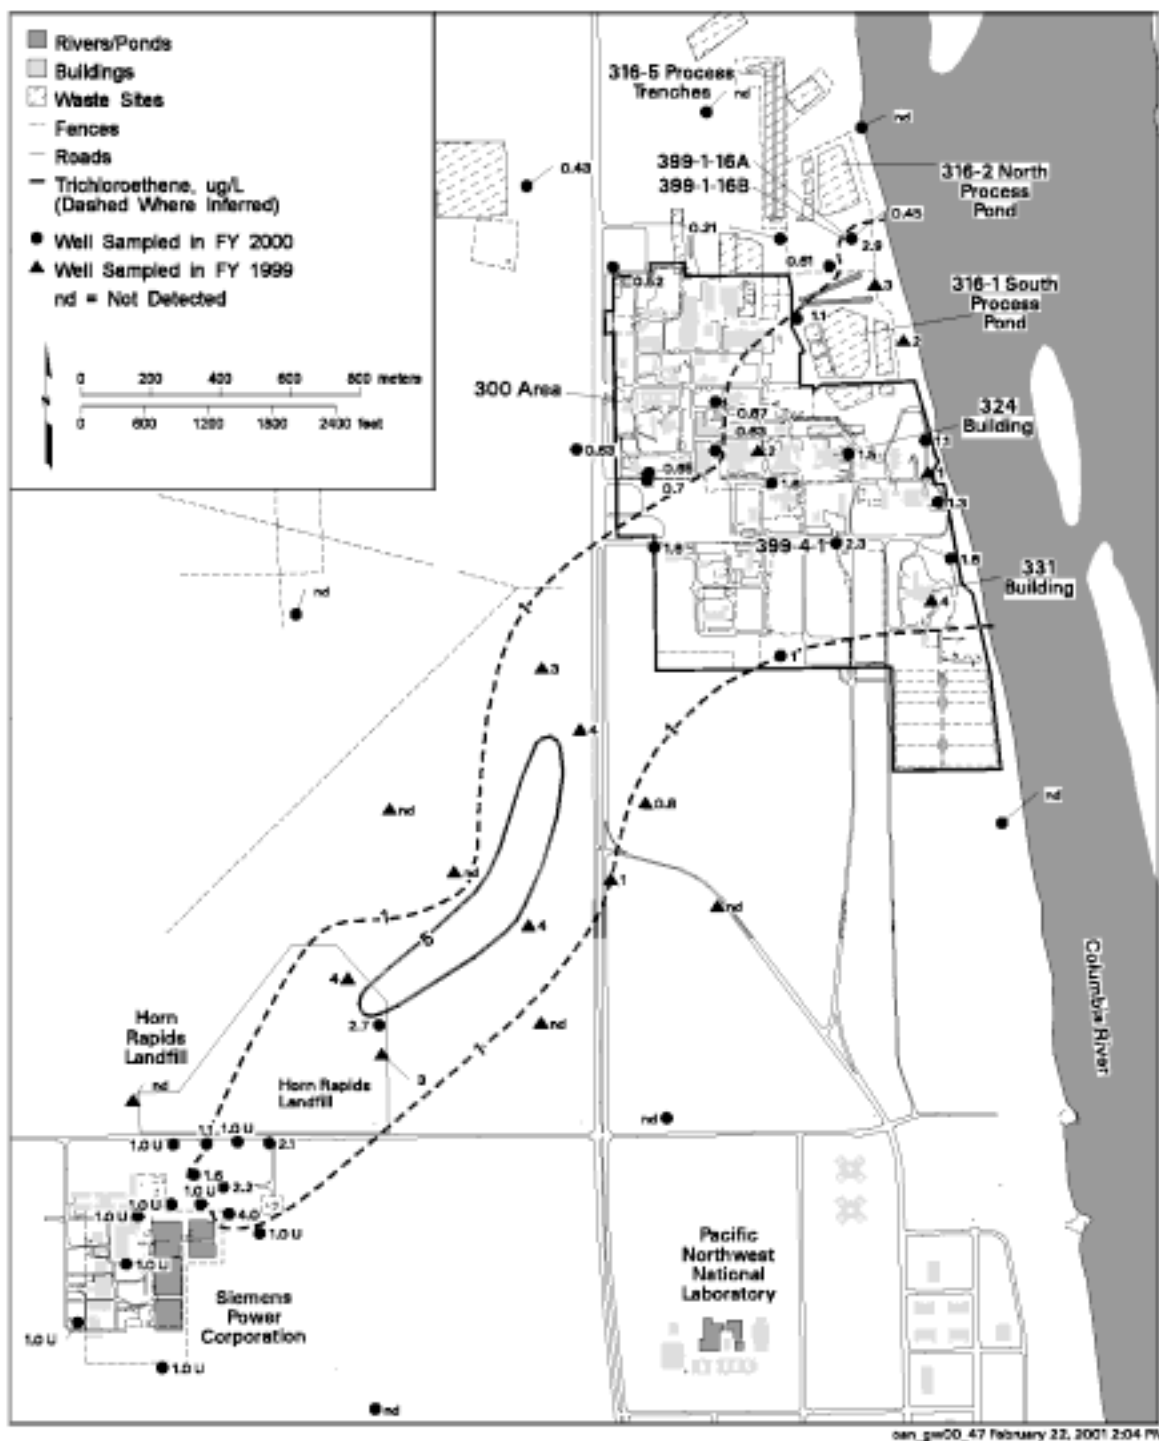 Rivers/Ponds
Buildings
Waste Sites
Fences
Roads
Trichloroethene, ug/L
(Dashed Where Inferred)
Well Sampled in FY 2000
Well Sampled in FY 1999
nd = Not Detected
N
0 200 400 600 800 meters
0 600 1200 1800 2400 feet
316-5 Process
Trenches
nd
nd
0.43
399-1-16A
399-1-16B
316-2 North
Process
Pond
0.45
0.21
2.9
0.61
0.52
3
316-1 South
Process
Pond
1.1
2
300 Area
324
Building
0.67
0.63
1.1
0.63
2
1.5
1
0.7
1.6
1.3
1.6
399-4-1
2.3
1.8
331
Building
nd
4
1
1
3
4
1
nd
0.8
nd
nd
1
nd
1
5
4
4
Columbia River
2.7
nd
1
3
Horn
Rapids
Landfill
nd
Horn Rapids
Landfill
nd
1.0 U
1.1
1.0 U
2.1
1.6
2.2
1.0 U
1.0 U
1.0 U
4.0
1
1.0 U
1.0 U
Siemens
Power
Corporation
1.0 U
1.0 U
nd
Pacific
Northwest
National
Laboratory
can_gw00_47 February 22, 2001 2:04 PM